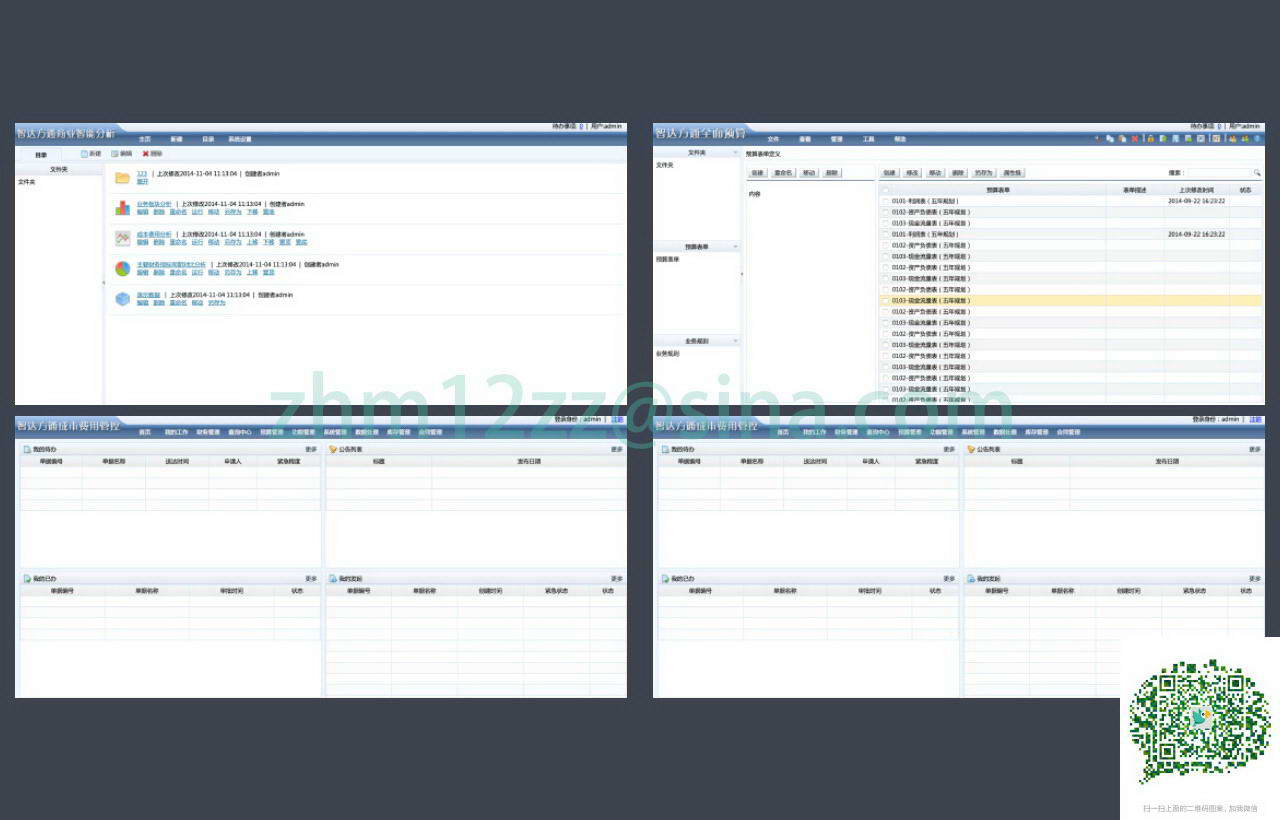 智达方通商业智能分析
待办事项 0 | 用户admin
主页 新建 目录 系统设置
目录 新建 编辑 删除
文件夹
文件夹
123 | 上次修改2014-11-04 11:13:04 | 创建者admin
展开
业务板块分析 | 上次修改2014-11-04 11:13:04 | 创建者admin
编辑 删除 重命名 运行 移动 另存为 下移 置底
成本费用分析 | 上次修改2014-11-04 11:13:04 | 创建者admin
编辑 删除 重命名 运行 移动 另存为 上移 下移 置顶 置底
上次修改2014-11-04 11:13:04 | 创建者admin
编辑 删除 重命名 运行 移动 另存为 上移 置顶
演示数据 | 上次修改2014-11-04 11:13:04 | 创建者admin
编辑 删除 重命名 移动 另存为
智达方通全面预算
待办事项 0 | 用户admin
文件 查看 管理 工具 帮助
文件夹
文件夹
预算表单
预算表单
业务规则
业务规则
预算表单定义
创建 重命名 移动 删除
内容
创建 修改 移动 删除 另存为 属性组
搜索:
预算表单 表单描述 上次修改时间 状态
0101-利润表(五年规划) 2014-09-22 16:23:22
0102-资产负债表(五年规划)
0103-现金流量表(五年规划)
0101-利润表(五年规划) 2014-09-22 16:23:22
0102-资产负债表(五年规划)
0103-现金流量表(五年规划)
0102-资产负债表(五年规划)
0103-现金流量表(五年规划)
0102-资产负债表(五年规划)
0103-现金流量表(五年规划)
0102-资产负债表(五年规划)
0103-现金流量表(五年规划)
0102-资产负债表(五年规划)
0103-现金流量表(五年规划)
0102-资产负债表(五年规划)
0103-现金流量表(五年规划)
0102-资产负债表(五年规划)
0103-现金流量表(五年规划)
0102-资产负债表(五年规划)
zhm12zz@sina.com
智达方通成本费用管控
登录身份:admin | 注销
首页 我的工作 财务管理 查询中心 预算管理 功能管理 系统管理 数据处理 库存管理 合同管理
我的待办 更多
单据编号 单据名称 送达时间 申请人 紧急程度
公告列表 更多
标题 发布日期
我的已办 更多
单据编号 单据名称 审批时间 状态
我的发起 更多
单据编号 单据名称 创建时间 紧急状态 状态
智达方通成本费用管控
登录身份:admin | 注销
首页 我的工作 财务管理 查询中心 预算管理 功能管理 系统管理 数据处理 库存管理 合同管理
我的待办 更多
单据编号 单据名称 送达时间 申请人 紧急程度
公告列表 更多
标题 发布日期
我的已办 更多
单据编号 单据名称 审批时间 状态
我的发起 更多
单据编号 单据名称 创建时间 紧急状态 状态
扫一扫上面的二维码图案,加我微信